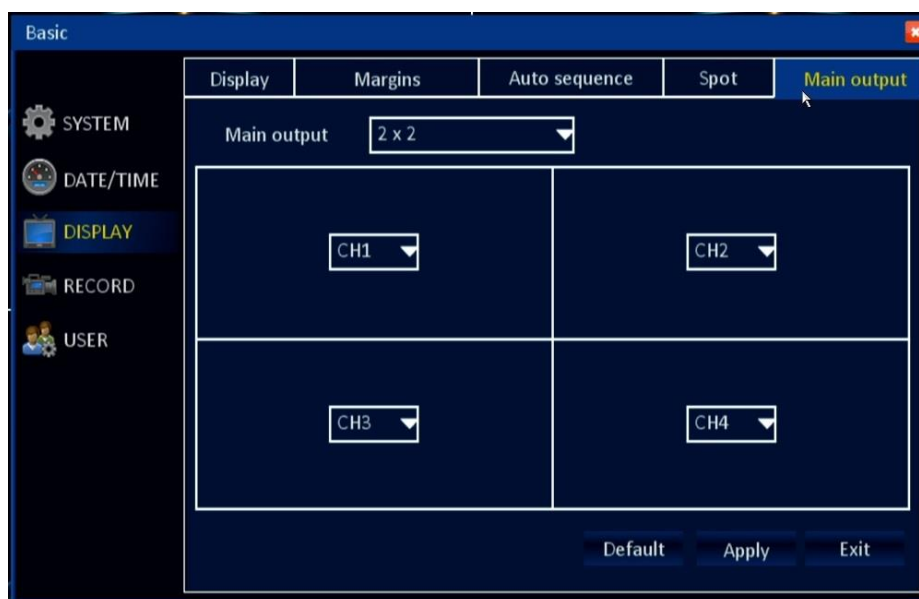 Basic
Display Margins Auto sequence Spot Main output
SYSTEM
DATE/TIME
DISPLAY
RECORD
USER
Main output 2 x 2
CH1 CH2
CH3 CH4
Default Apply Exit